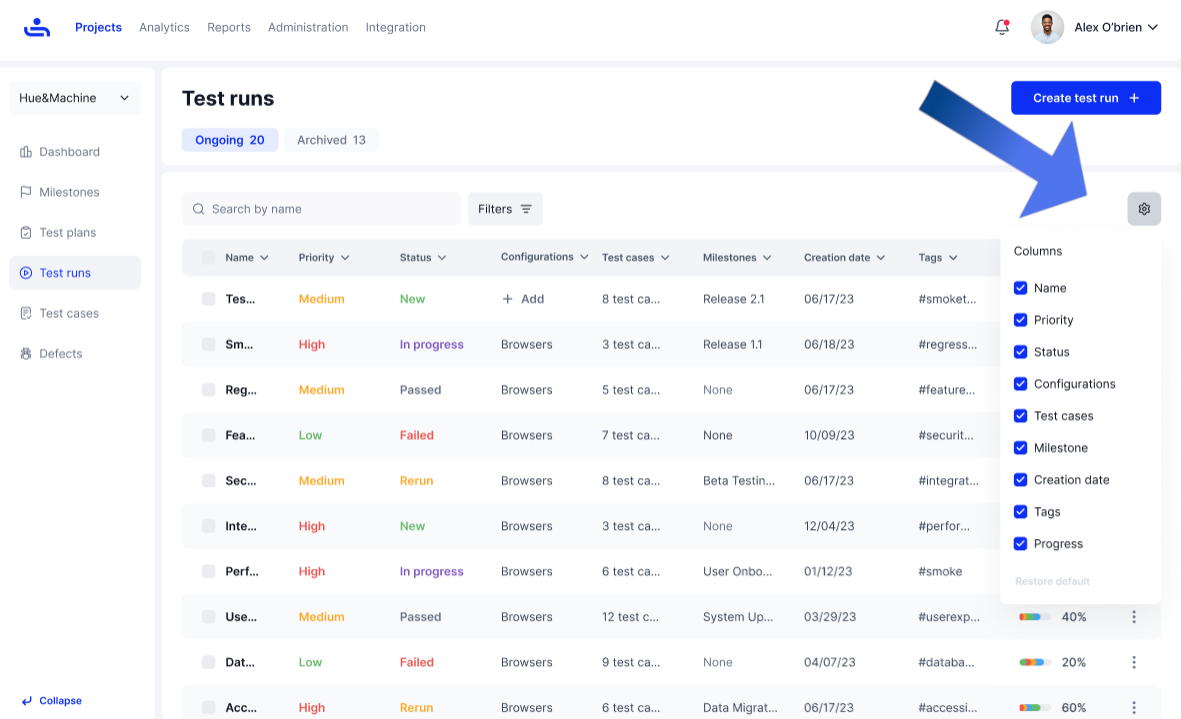 Projects Analytics Reports Administration Integration Alex O'brien
Hue&Machine
Dashboard
Milestones
Test plans
Test runs
Test cases
Defects
Collapse
Test runs
Create test run +
Ongoing 20 Archived 13
Search by name Filters
Name Priority Status Configurations Test cases Milestones Creation date Tags
Tes... Medium New + Add 8 test ca... Release 2.1 06/17/23 #smoket...
Sm... High In progress Browsers 3 test ca... Release 1.1 06/18/23 #regress...
Reg... Medium Passed Browsers 5 test ca... None 06/17/23 #feature...
Fea... Low Failed Browsers 7 test ca... None 10/09/23 #securit...
Sec... Medium Rerun Browsers 8 test ca... Beta Testin... 06/17/23 #integrat...
Inte... High New Browsers 3 test ca... None 12/04/23 #perfor...
Perf... High In progress Browsers 6 test ca... User Onbo... 01/12/23 #smoke
Use... Medium Passed Browsers 12 test c... System Up... 03/29/23 #userexp... 40%
Dat... Low Failed Browsers 9 test ca... None 04/07/23 #databa... 20%
Acc... High Rerun Browsers 6 test ca... Data Migrat... 06/17/23 #accessi... 60%
Columns
Name
Priority
Status
Configurations
Test cases
Milestone
Creation date
Tags
Progress
Restore default